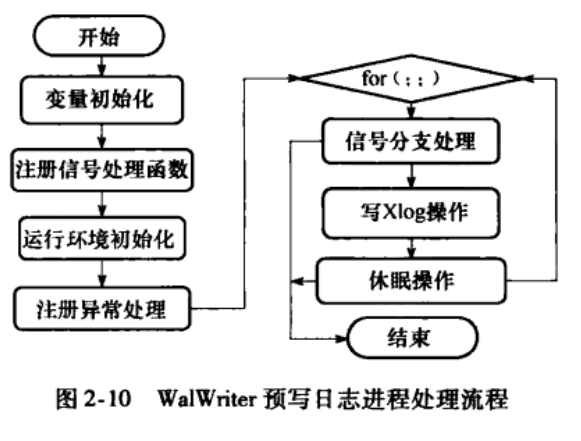 开始
变量初始化
注册信号处理函数
运行环境初始化
注册异常处理
for(;;)
信号分支处理
写Xlog操作
休眠操作
结束
图2-10 WalWriter 预写日志进程处理流程